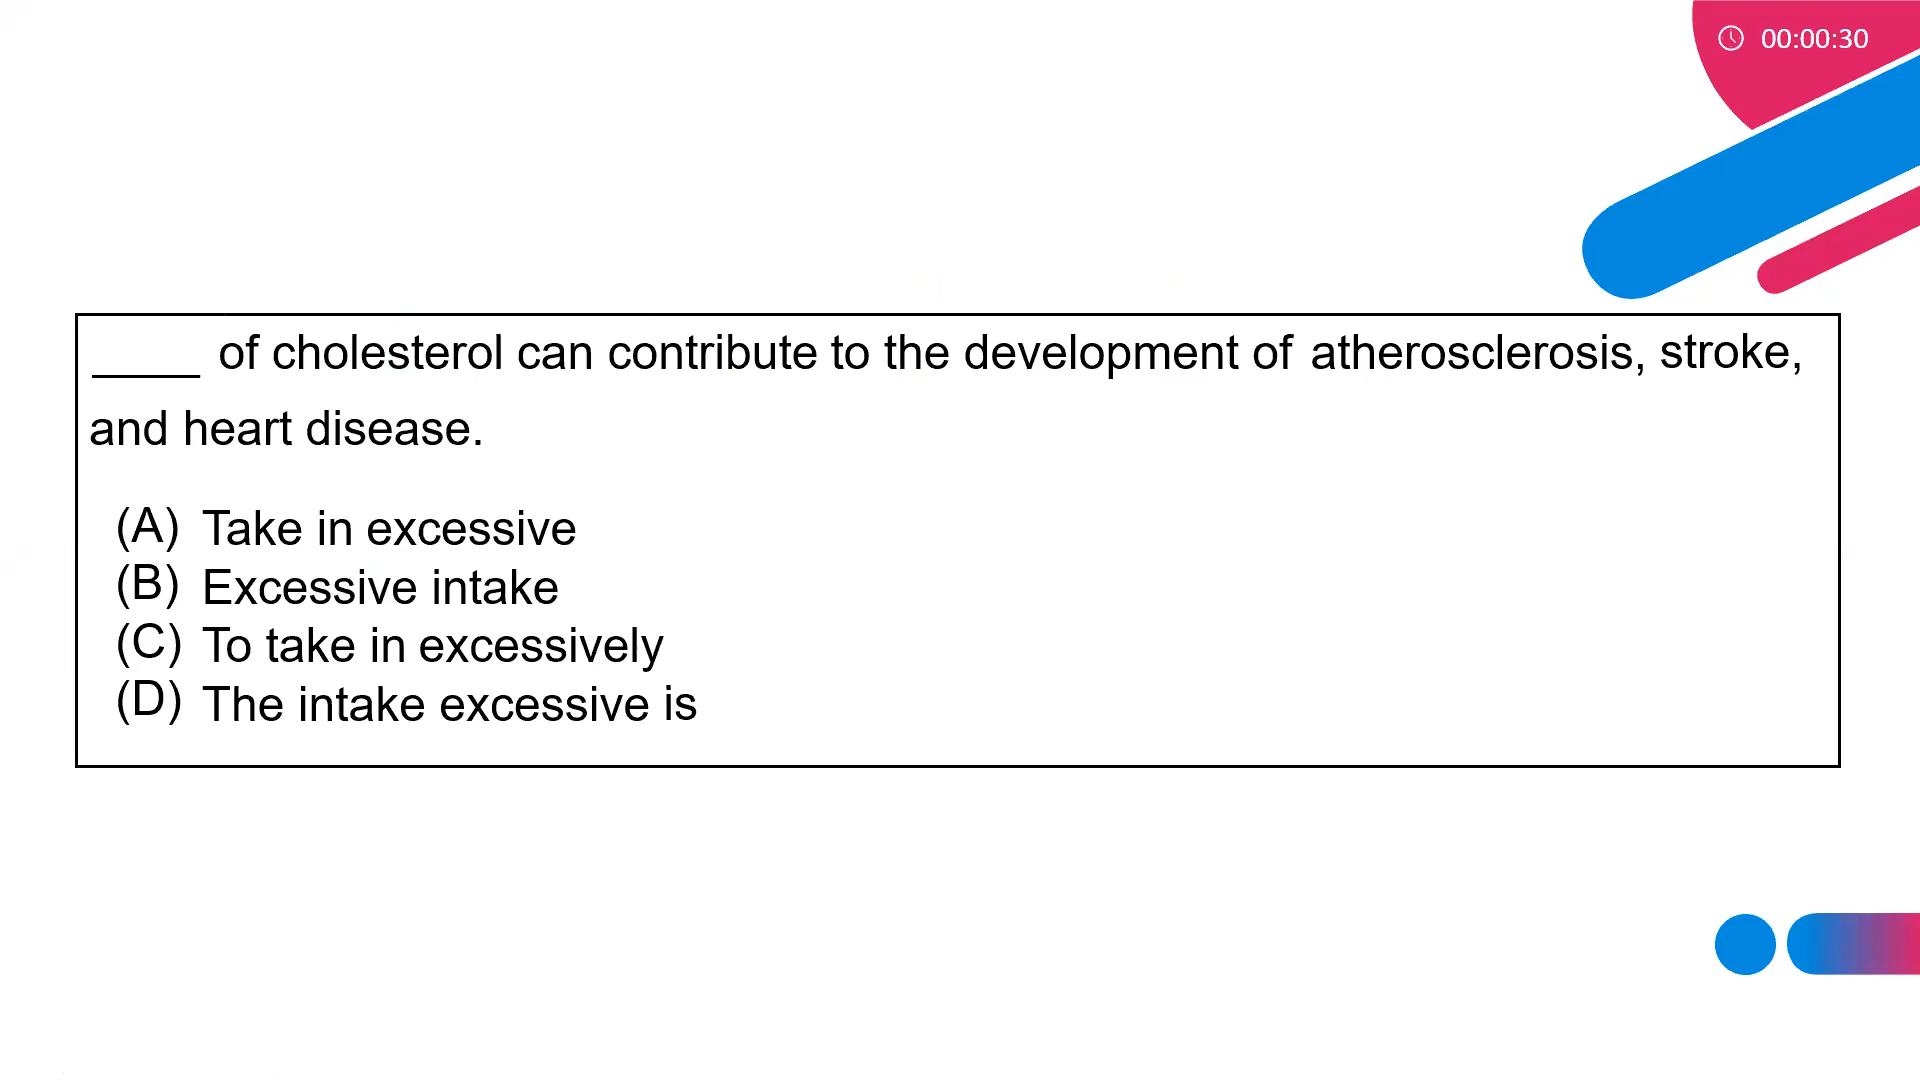 00:00:30
____ of cholesterol can contribute to the development of atherosclerosis, stroke,
and heart disease.
(A) Take in excessive
(B) Excessive intake
(C) To take in excessively
(D) The intake excessive is